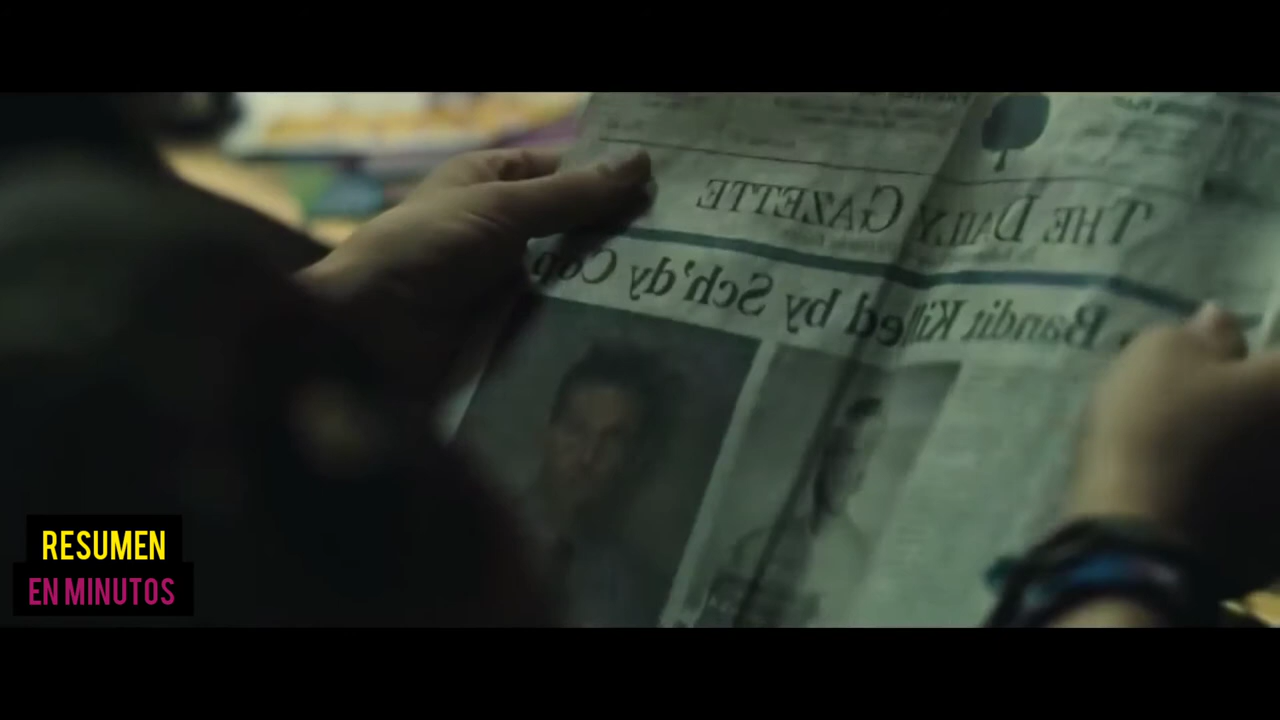 THE DAILY GAZETTE
Bandit Killed by Sch'dy Cop
RESUMEN
EN MINUTOS